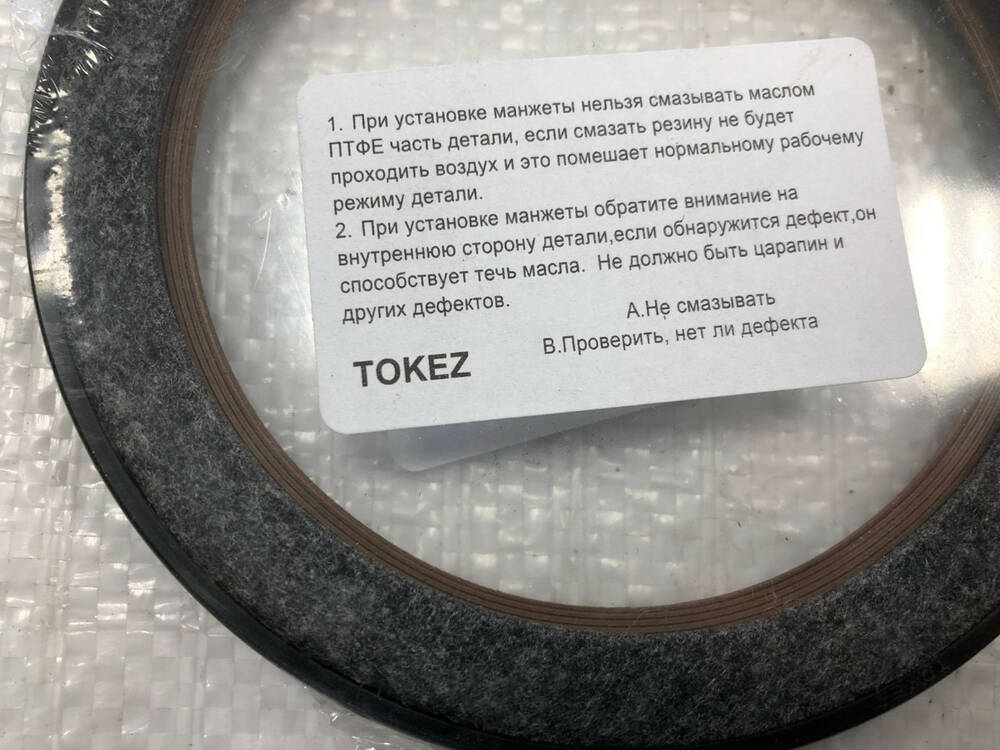 1. При установке манжеты нельзя смазывать маслом
ПТФЕ часть детали, если смазать резину не будет
проходить воздух и это помешает нормальному рабочему
режиму детали.
2. При установке манжеты обратите внимание на
внутреннюю сторону детали,если обнаружится дефект,он
способствует течь масла. Не должно быть царапин и
других дефектов.
А.Не смазывать
В.Проверить, нет ли дефекта
TOKEZ